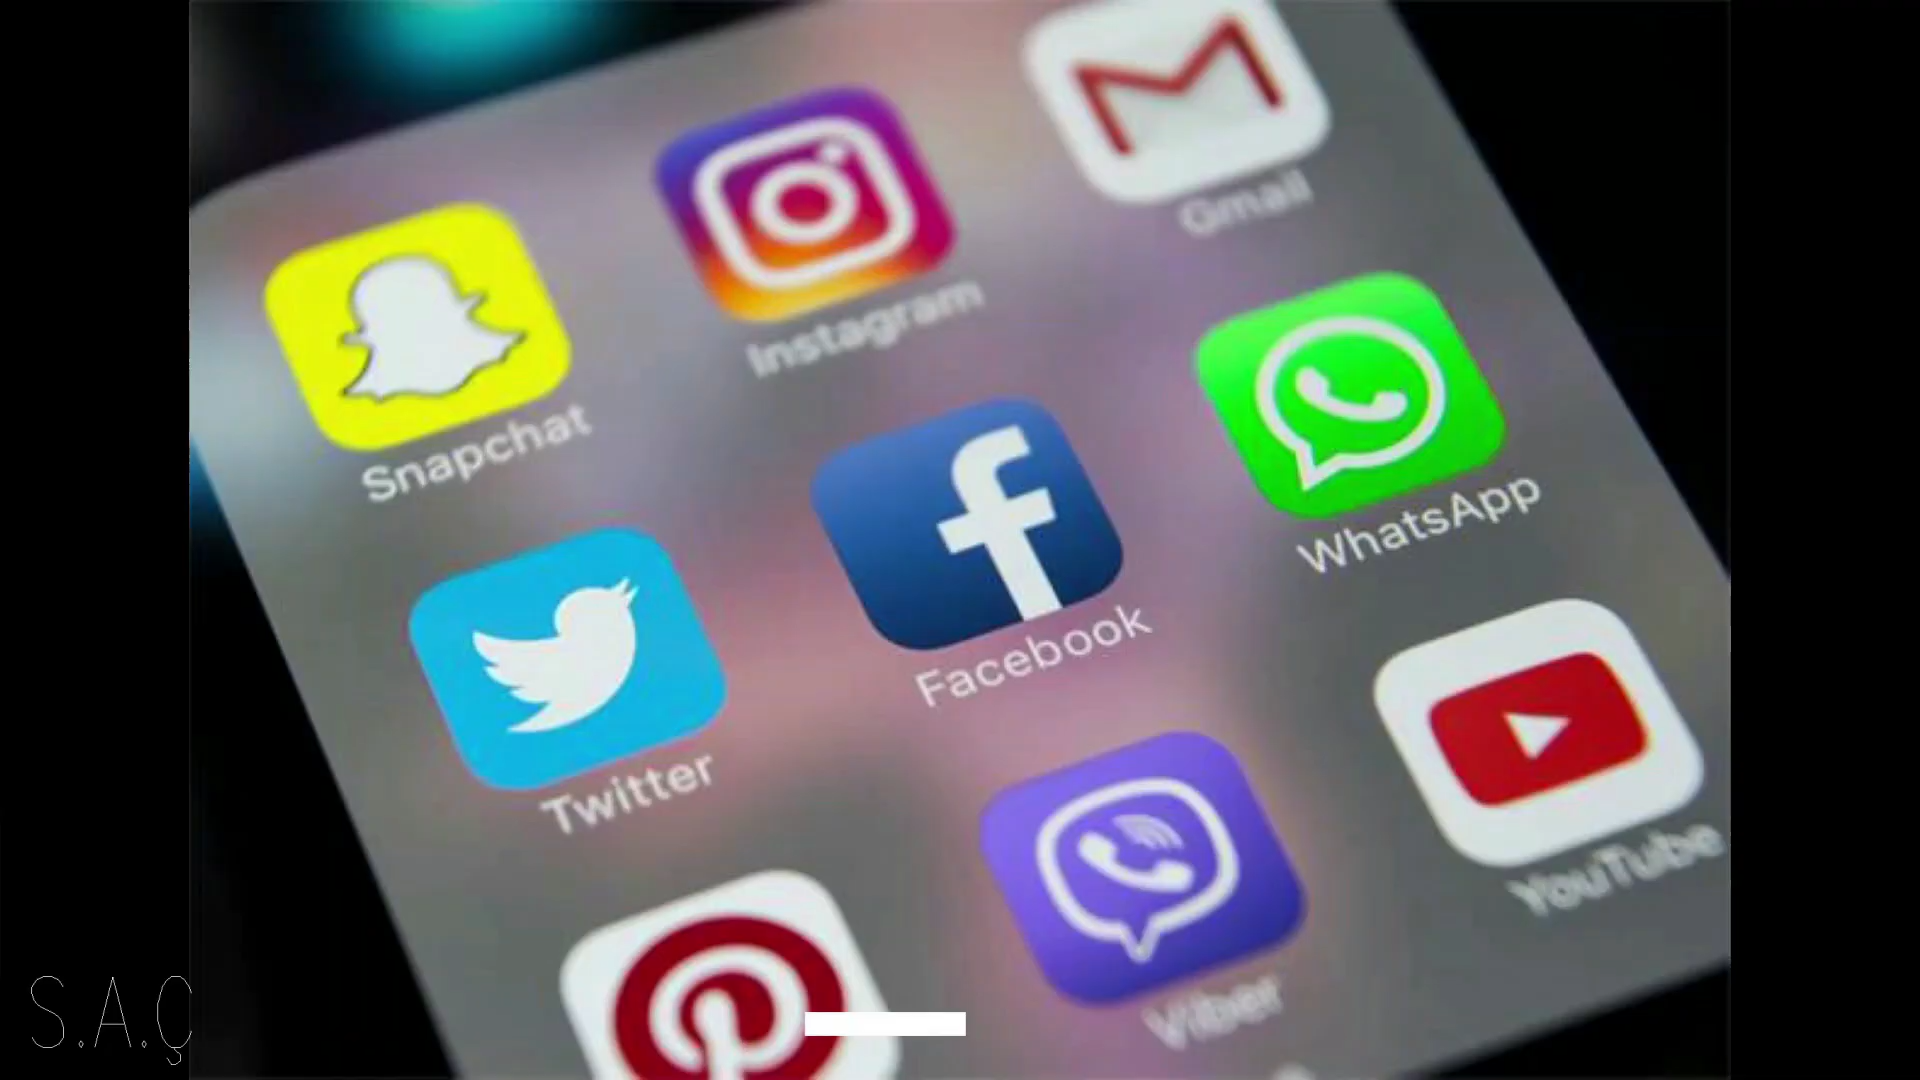 Gmail
Instagram
Snapchat
WhatsApp
Facebook
Twitter
YouTube
Viber
S.A.Ç